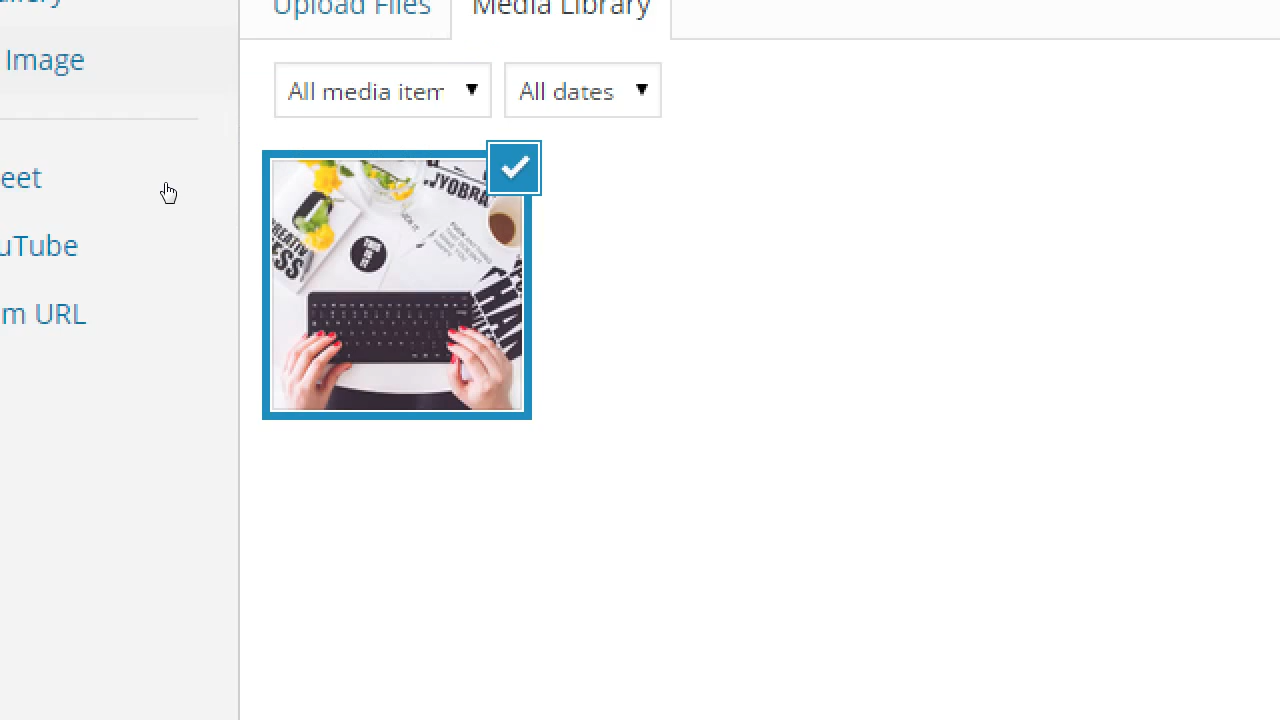 Upload Files
Media Library
Image
All media item
All dates
eet
uTube
m URL